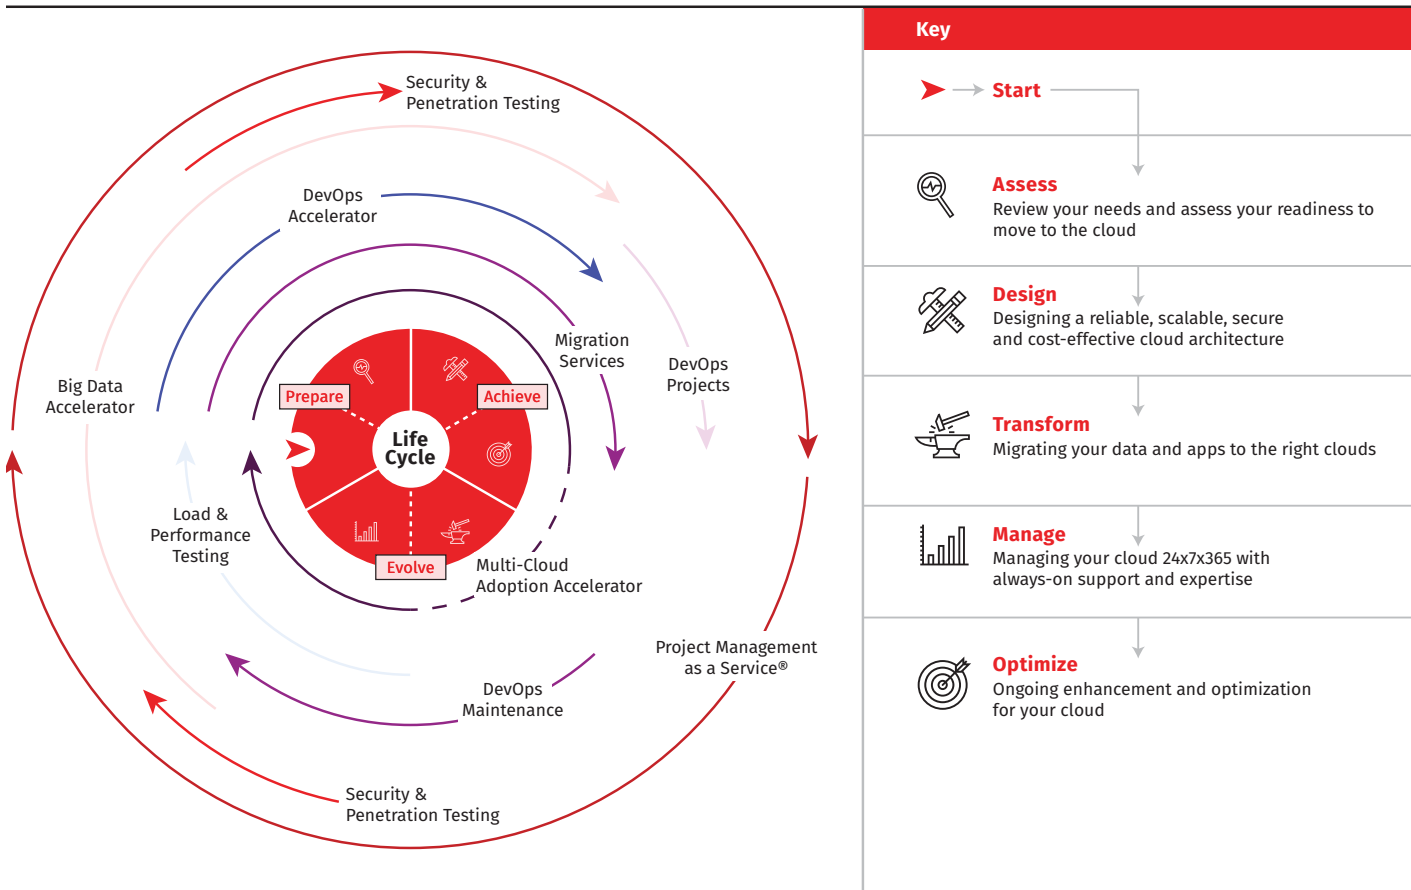 Security &
Penetration Testing
DevOps
Accelerator
Migration
Services
DevOps
Projects
Big Data
Accelerator
Prepare
Achieve
Life
Cycle
Evolve
Load &
Performance
Testing
Multi-Cloud
Adoption Accelerator
Project Management
as a Service®
DevOps
Maintenance
Security &
Penetration Testing
Key
Start
Assess
Review your needs and assess your readiness to
move to the cloud
Design
Designing a reliable, scalable, secure
and cost-effective cloud architecture
Transform
Migrating your data and apps to the right clouds
Manage
Managing your cloud 24x7x365 with
always-on support and expertise
Optimize
Ongoing enhancement and optimization
for your cloud